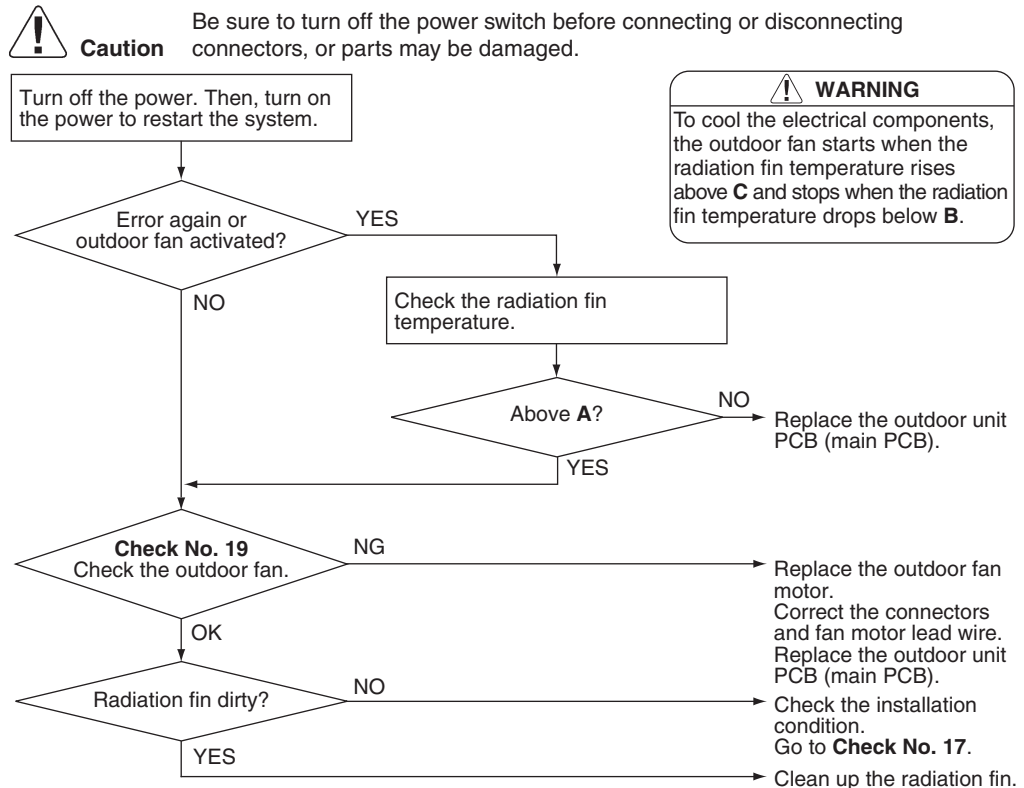 Be sure to turn off the power switch before connecting or disconnecting
Caution connectors, or parts may be damaged.
Turn off the power. Then, turn on
the power to restart the system.
WARNING
To cool the electrical components,
the outdoor fan starts when the
radiation fin temperature rises
above C and stops when the radiation
fin temperature drops below B.
Error again or
outdoor fan activated?
YES
NO
Check the radiation fin
temperature.
Above A?
NO
Replace the outdoor unit
PCB (main PCB).
YES
Check No. 19
Check the outdoor fan.
NG
Replace the outdoor fan
motor.
Correct the connectors
and fan motor lead wire.
Replace the outdoor unit
PCB (main PCB).
OK
Radiation fin dirty?
NO
Check the installation
condition.
Go to Check No. 17.
YES
Clean up the radiation fin.